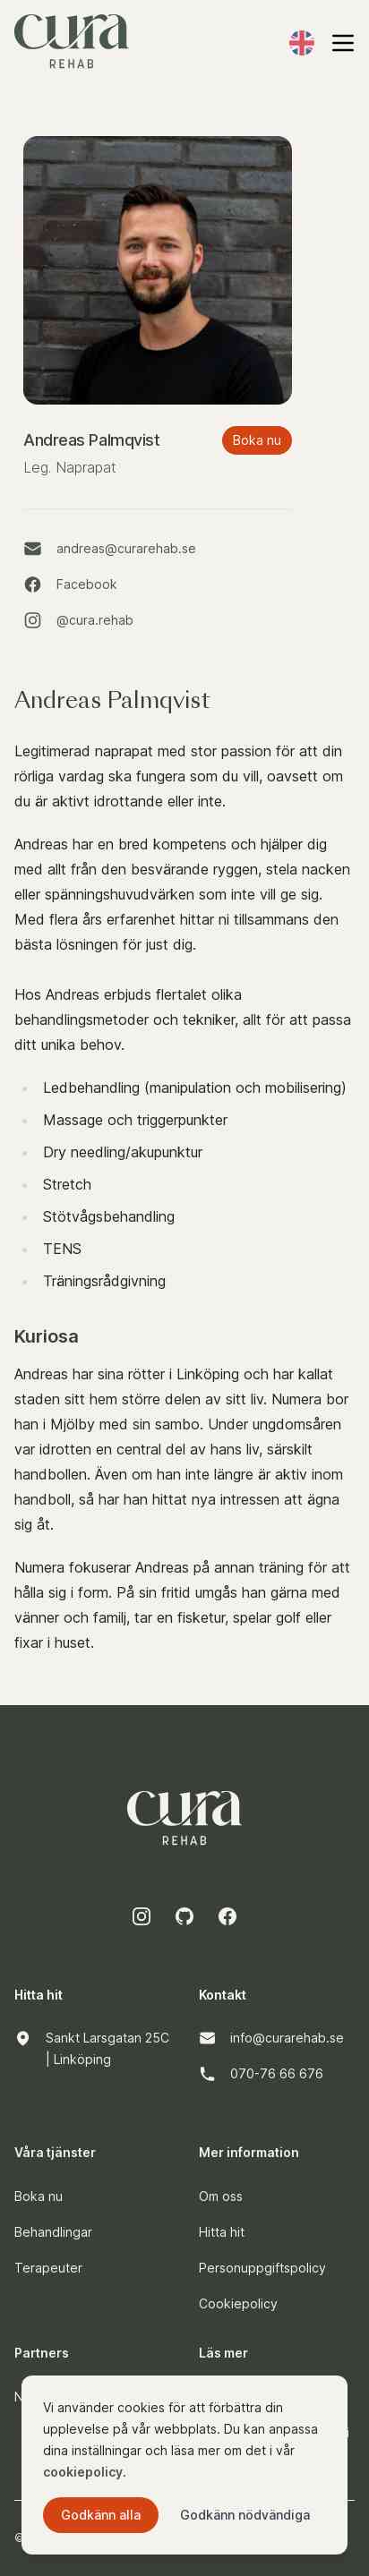 cura
REHAB
Andreas Palmqvist
Boka nu
Leg. Naprapat
andreas@curarehab.se
Facebook
@cura.rehab
Andreas Palmqvist
Legitimerad naprapat med stor passion för att din
rörliga vardag ska fungera som du vill, oavsett om
du är aktivt idrottande eller inte.
Andreas har en bred kompetens och hjälper dig
med allt från den besvärande ryggen, stela nacken
eller spänningshuvudvärken som inte vill ge sig.
Med flera års erfarenhet hittar ni tillsammans den
bästa lösningen för just dig.
Hos Andreas erbjuds flertalet olika
behandlingsmetoder och tekniker, allt för att passa
ditt unika behov.
Ledbehandling (manipulation och mobilisering)
Massage och triggerpunkter
Dry needling/akupunktur
Stretch
Stötvågsbehandling
TENS
Träningsrådgivning
Kuriosa
Andreas har sina rötter i Linköping och har kallat
staden sitt hem större delen av sitt liv. Numera bor
han i Mjölby med sin sambo. Under ungdomsåren
var idrotten en central del av hans liv, särskilt
handbollen. Även om han inte längre är aktiv inom
handboll, så har han hittat nya intressen att ägna
sig åt.
Numera fokuserar Andreas på annan träning för att
hålla sig i form. På sin fritid umgås han gärna med
vänner och familj, tar en fisketur, spelar golf eller
fixar i huset.
cura
REHAB
Hitta hit
Kontakt
Sankt Larsgatan 25C
| Linköping
info@curarehab.se
070-76 66 676
Våra tjänster
Mer information
Boka nu
Om oss
Behandlingar
Hitta hit
Terapeuter
Personuppgiftspolicy
Cookiepolicy
Partners
Läs mer
Vi använder cookies för att förbättra din
upplevelse på vår webbplats. Du kan anpassa
dina inställningar och läsa mer om det i vår
cookiepolicy.
Godkänn alla
Godkänn nödvändiga